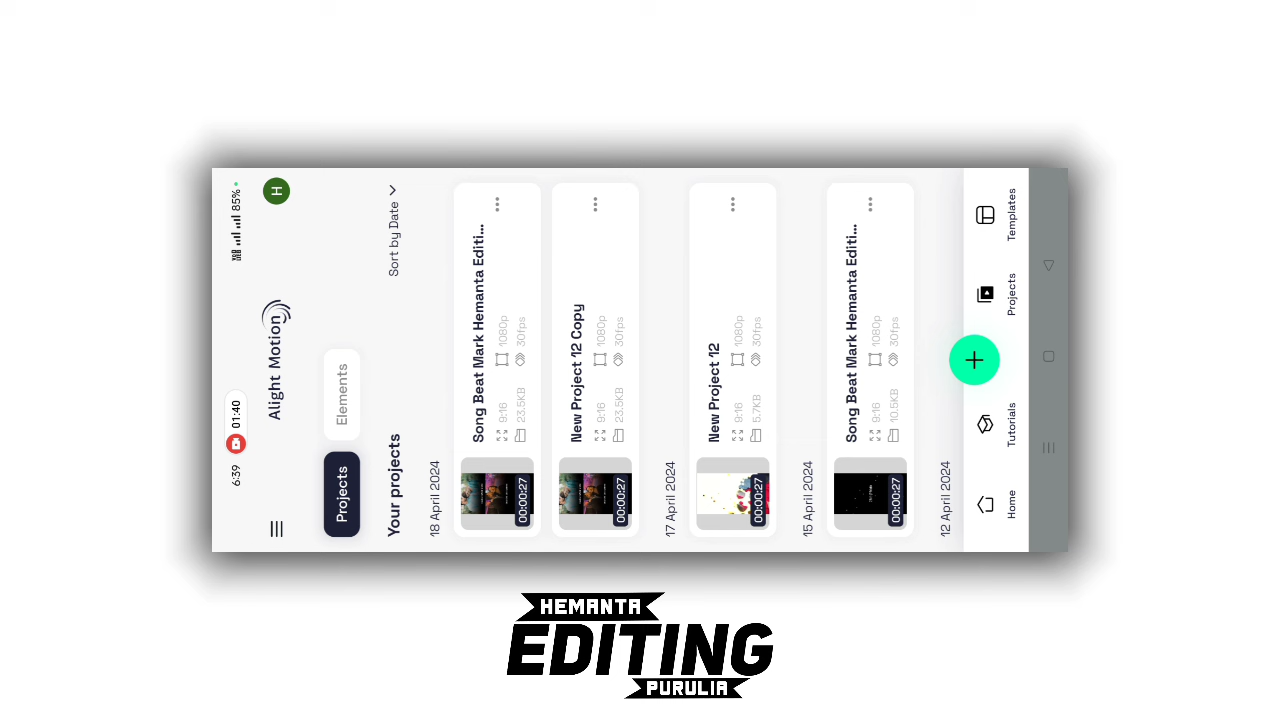 6:39 01:40 85%
Alight Motion
H
Projects Elements
Your projects Sort by Date
18 April 2024
Song Beat Mark Hemanta Editi...
9:16 1080p
23.5KB 30fps
00:00:27
New Project 12 Copy
9:16 1080p
23.5KB 30fps
00:00:27
17 April 2024
New Project 12
9:16 1080p
5.7KB 30fps
00:00:27
15 April 2024
Song Beat Mark Hemanta Editi...
9:16 1080p
10.5KB 30fps
00:00:27
12 April 2024
Home Tutorials Projects Templates
HEMANTA
EDITING
PURULIA